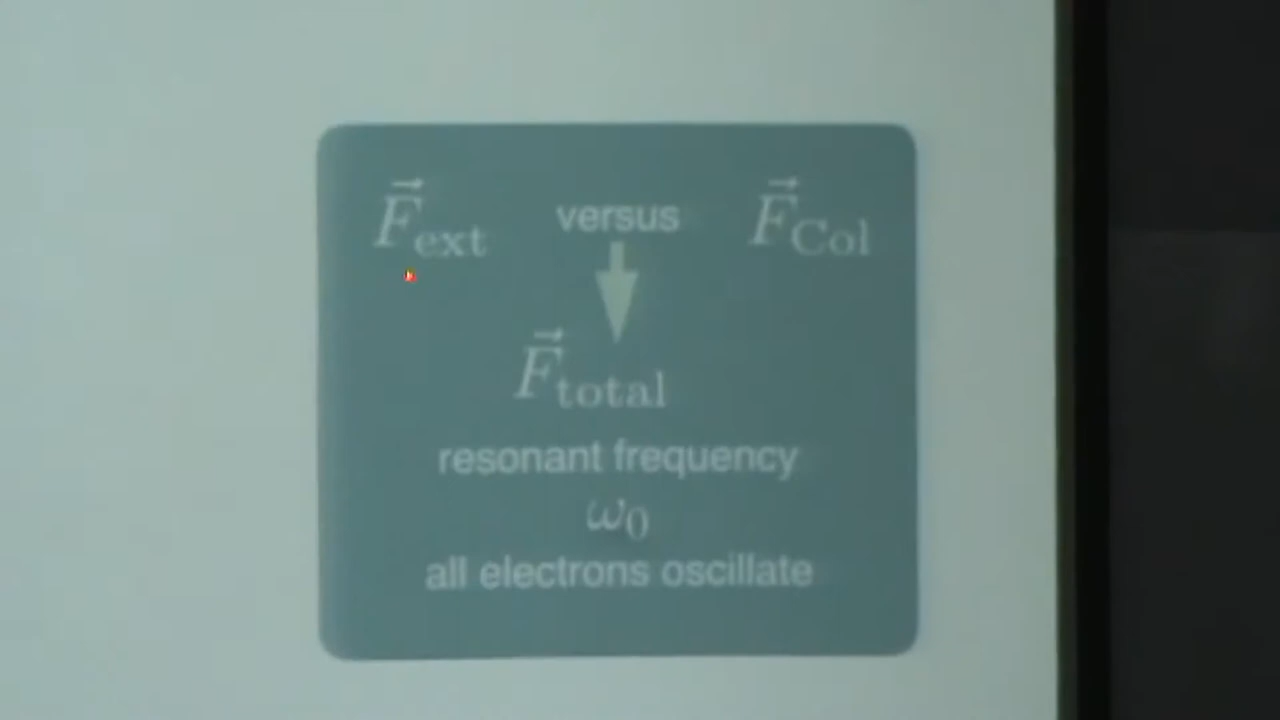 F⃗ext versus F⃗Col
F⃗total
resonant frequency
ω0
all electrons oscillate